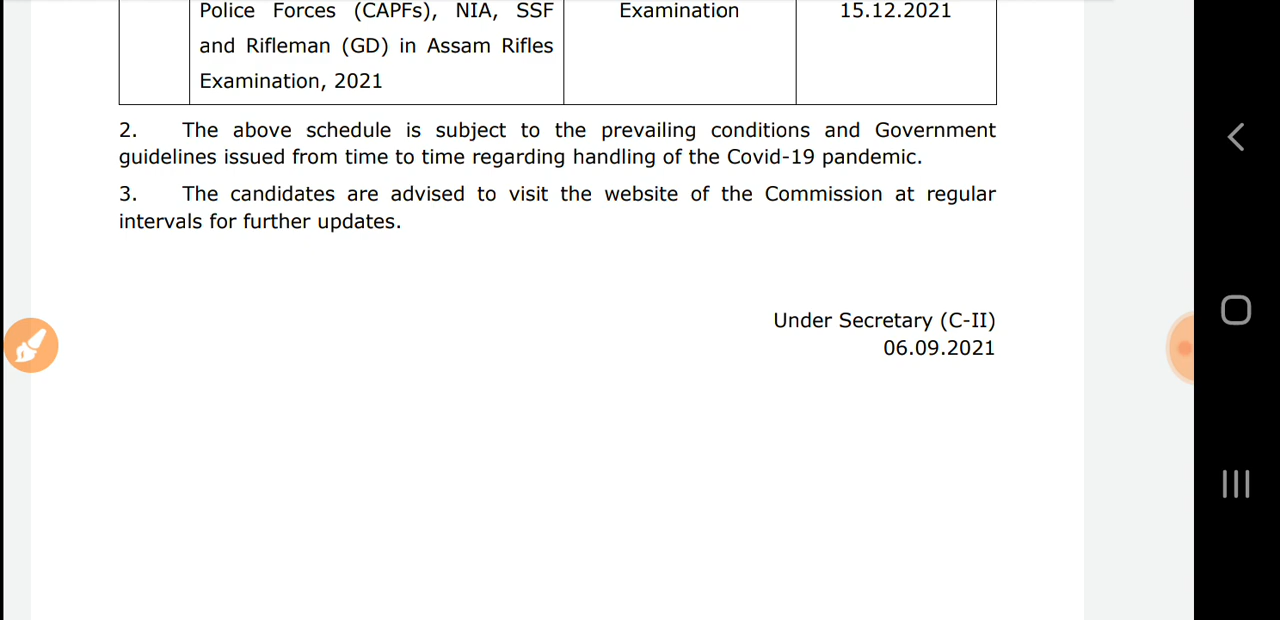 Police Forces (CAPFs), NIA, SSF Examination 15.12.2021
and Rifleman (GD) in Assam Rifles
Examination, 2021
2. The above schedule is subject to the prevailing conditions and Government
guidelines issued from time to time regarding handling of the Covid-19 pandemic.
3. The candidates are advised to visit the website of the Commission at regular
intervals for further updates.
Under Secretary (C-II)
06.09.2021